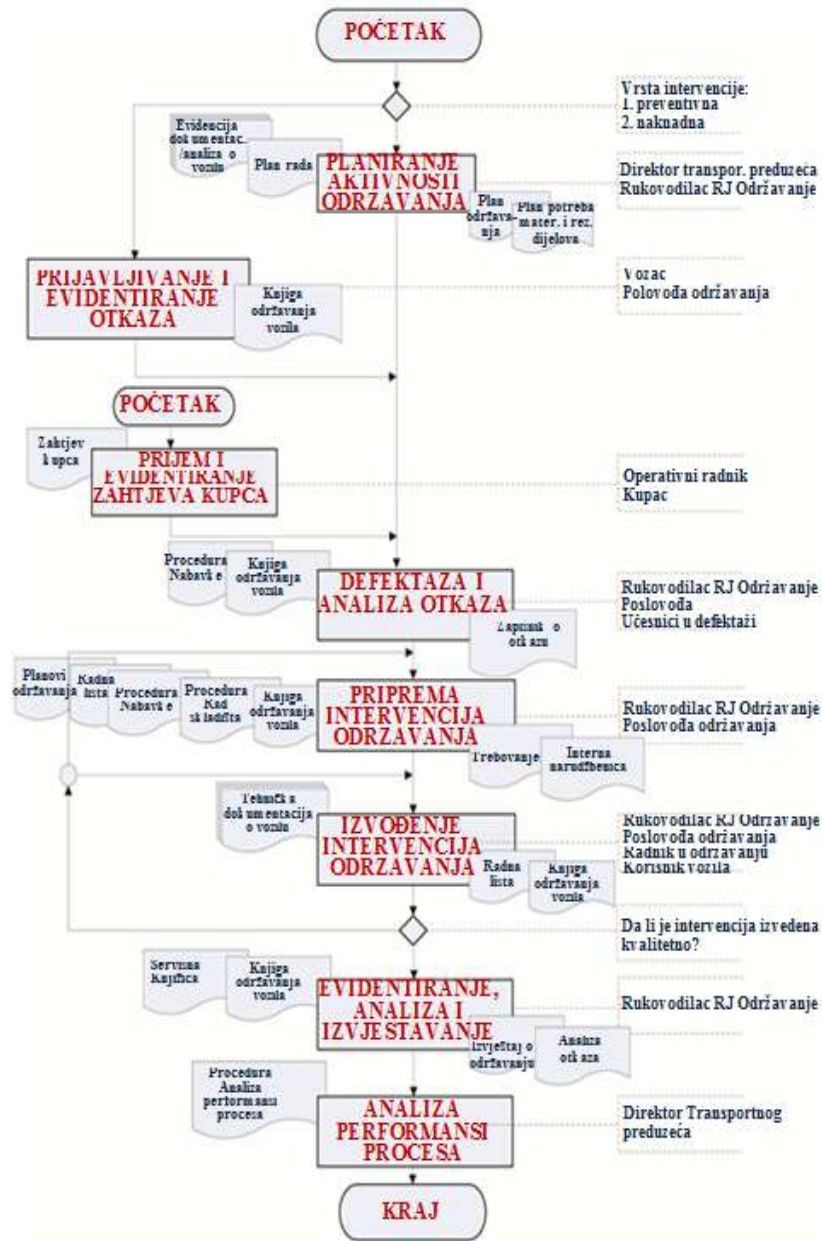 POČETAK
Vrsta intervencije:
1. preventivna
2. naknadna
Evidencija
dokumentac.
/analiza o
vozilu
Plan rada
PLANIRANJE
AKTIVNOSTI
ODRZAVANJA
Direktor transpor. preduzeća
Rukovodilac RJ Održavanje
Plan
održava-
nja
Plan potreba
mater. i rez.
dijelova
PRIJAVLJIVANJE I
EVIDENTIRANJE
OTKAZA
Knjiga
održavanja
vozila
Vozac
Polovođa održavanja
POČETAK
Zahtjev
kupca
PRIJEM I
EVIDENTIRANJE
ZAHTJEVA KUPCA
Operativni radnik
Kupac
Procedura
Nabavke
Knjiga
održavanja
vozila
DEFEKTAZA I
ANALIZA OTKAZA
Rukovodilac RJ Održavanje
Poslovođa
Učesnici u defektaži
Zapisnik o
otkazu
Planovi
održavanja
Radna
lista
Procedura
Nabavke
Procedura
Rad
skladišta
Knjiga
održavanja
vozila
PRIPREMA
INTERVENCIJA
ODRZAVANJA
Rukovodilac RJ Održavanje
Poslovođa održavanja
Trebovanje
Interna
narudžbenica
Tehnička
dokumentacija
o vozilu
IZVOĐENJE
INTERVENCIJA
ODRZAVANJA
Rukovodilac RJ Održavanje
Poslovođa održavanja
Radnik u održavanju
Korisnik vozila
Radna
lista
Knjiga
održavanja
vozila
Da li je intervencija izvedena
kvalitetno?
Servisna
Knjižica
Knjiga
održavanja
vozila
EVIDENTIRANJE,
ANALIZA I
IZVJESTAVANJE
Rukovodilac RJ Održavanje
Izvještaj o
održavanju
Analiza
otkaza
Procedura
Analiza
performansi
procesa
ANALIZA
PERFORMANSI
PROCESA
Direktor Transportnog
preduzeća
KRAJ